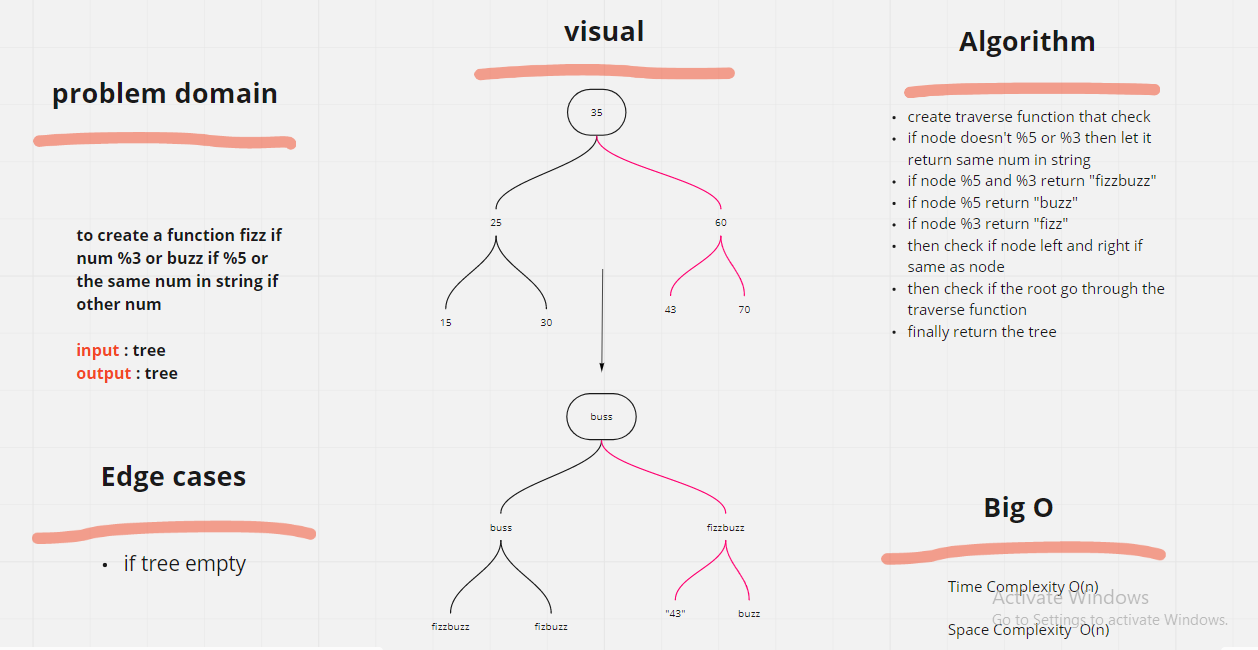 problem domain
to create a function fizz if
num %3 or buzz if %5 or
the same num in string if
other num
input : tree
output : tree
Edge cases
• if tree empty
visual
35
25
60
15
30
43
70
buss
buss
fizzbuzz
fizzbuzz
fizbuzz
"43"
buzz
Algorithm
• create traverse function that check
• if node doesn't %5 or %3 then let it
return same num in string
• if node %5 and %3 return "fizzbuzz"
• if node %5 return "buzz"
• if node %3 return "fizz"
• then check if node left and right if
same as node
• then check if the root go through the
traverse function
• finally return the tree
Big O
Time Complexity O(n)
Activate Windows
Go to Settings to activate Windows.
Space Complexity O(n)